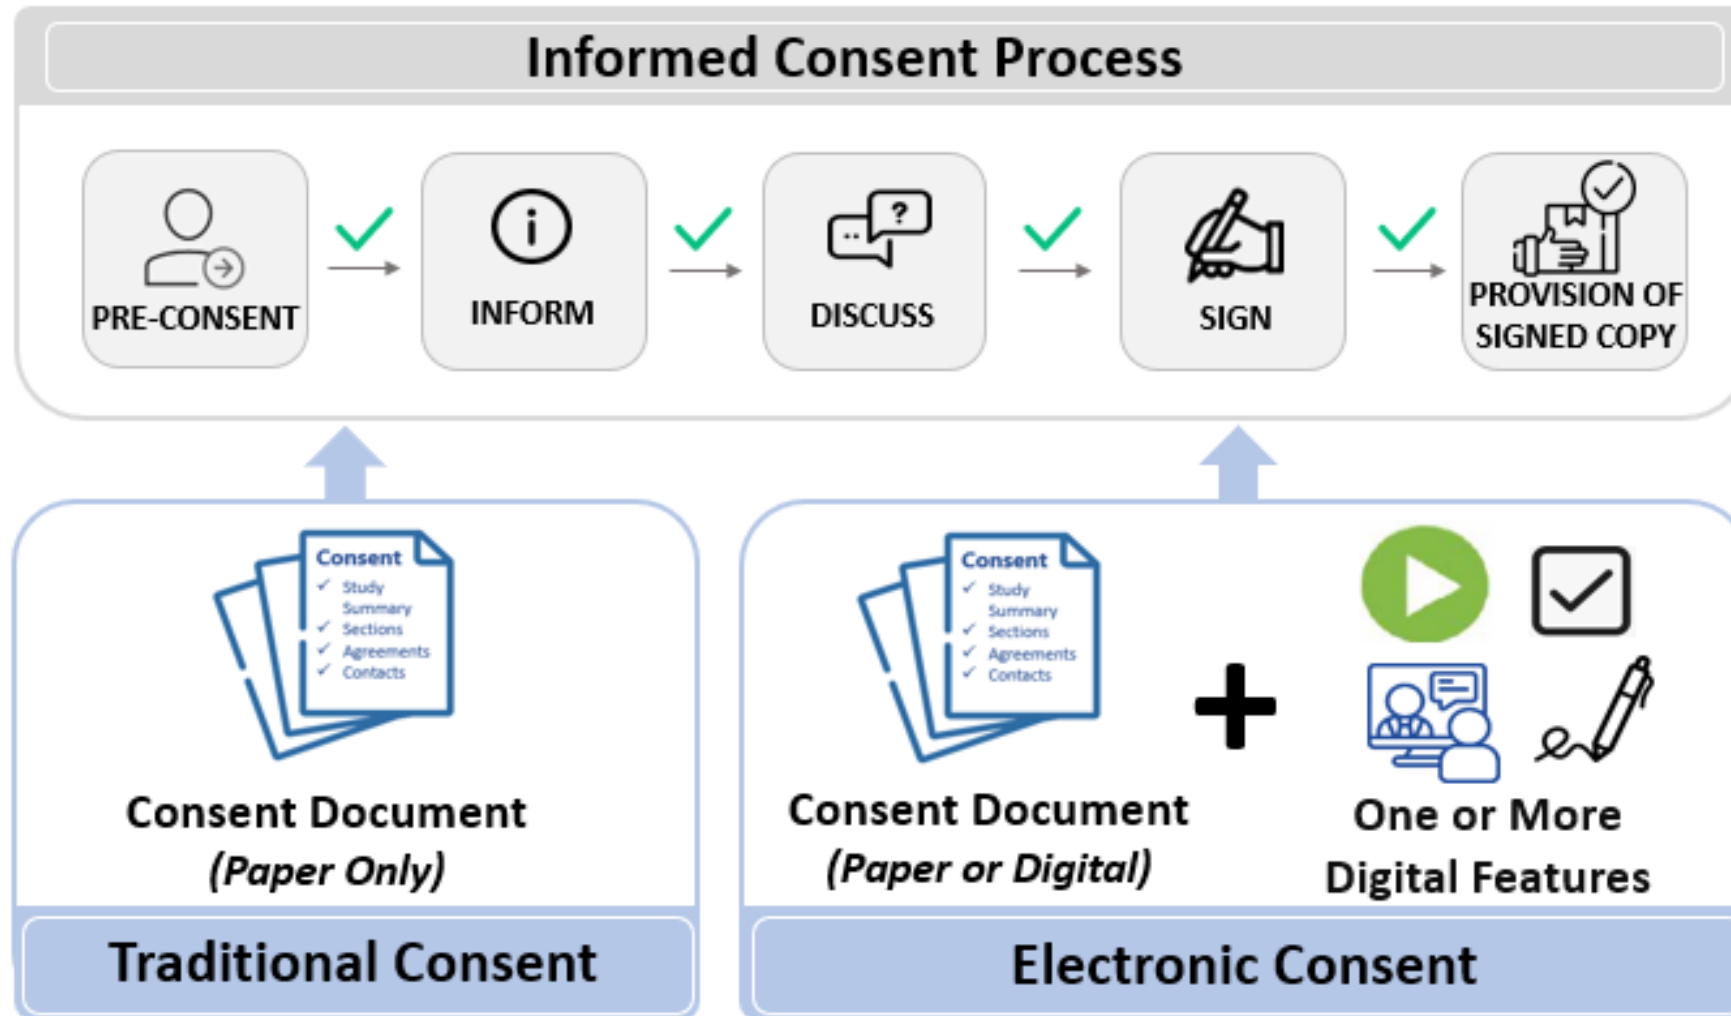 Informed Consent Process
PRE-CONSENT
INFORM
?
DISCUSS
SIGN
PROVISION OF
SIGNED COPY
Consent
✓ Study
Summary
✓ Sections
✓ Agreements
✓ Contacts
Consent Document
(Paper Only)
Traditional Consent
Consent
✓ Study
Summary
✓ Sections
✓ Agreements
✓ Contacts
+
Consent Document
(Paper or Digital)
One or More
Digital Features
Electronic Consent